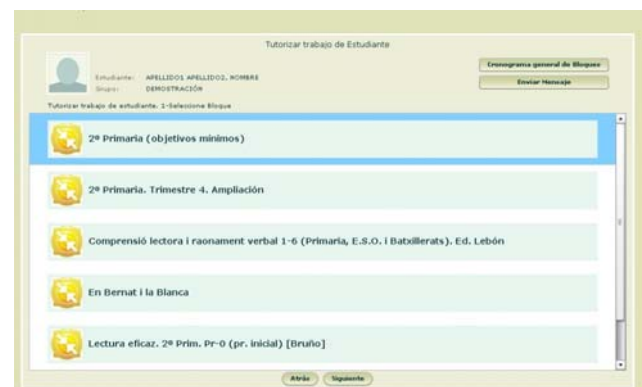 Tutorizar trabajo de Estudiante
Cronograma general de Bloques
Estudiante: APELLIDO1 APELLIDO2, NOMBRE
Enviar Mensaje
Grupo: DEMOSTRACIÓN
Tutorizar trabajo de estudiante. 1-Seleccione Bloque
2º Primaria (objetivos mínimos)
2º Primaria. Trimestre 4. Ampliación
Comprensió lectora i raonament verbal 1-6 (Primaria, E.S.O. i Batxillerats). Ed. Lebón
En Bernat i la Blanca
Lectura eficaz. 2º Prim. Pr-0 (pr. inicial) [Bruño]
Atrás Siguiente